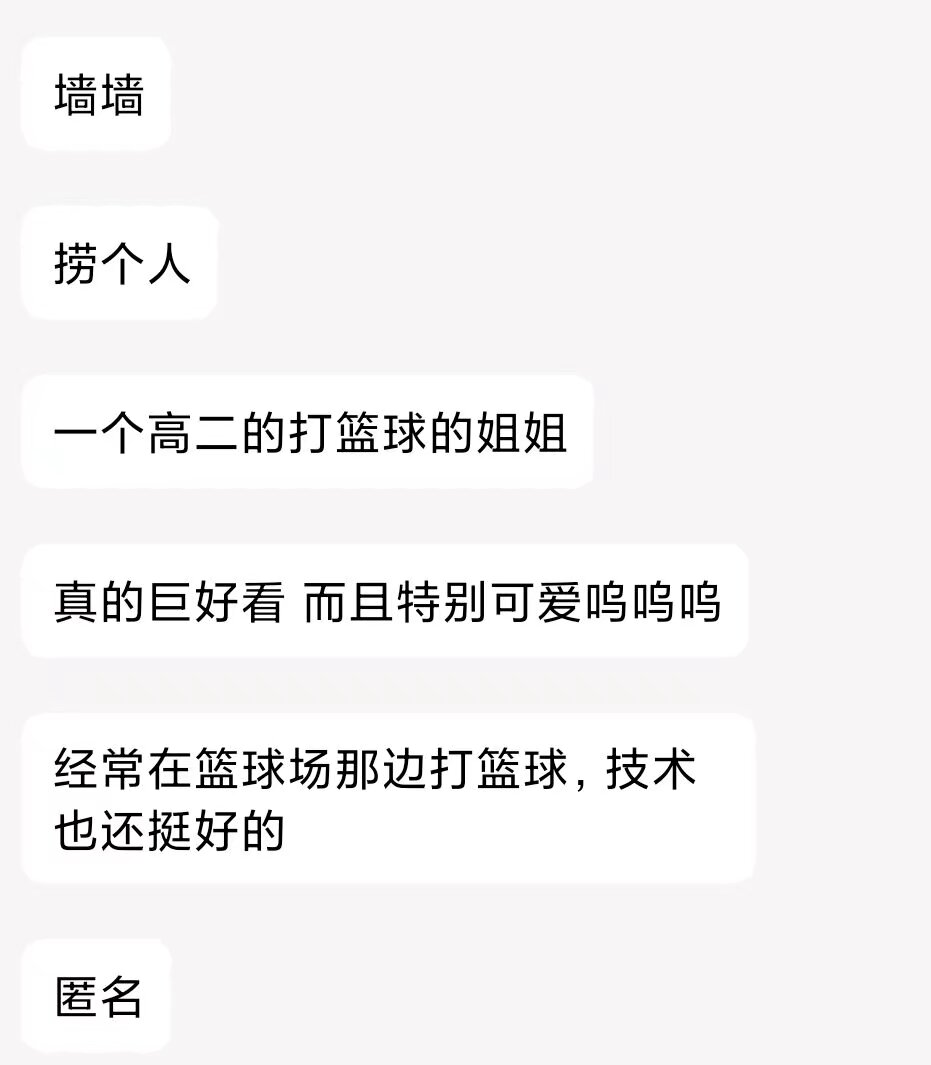 墙墙
捞个人
一个高二的打篮球的姐姐
真的巨好看 而且特别可爱呜呜呜
经常在篮球场那边打篮球，技术
也还挺好的
匿名